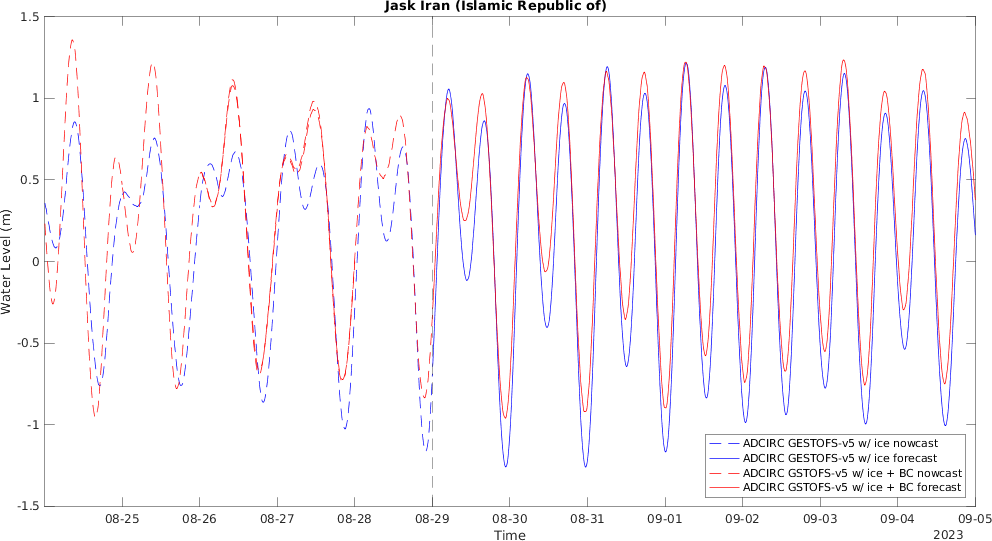 Jask Iran (Islamic Republic of)
1.5
1
0.5
0
-0.5
-1
-1.5
Water Level (m)
ADCIRC GESTOFS-v5 w/ ice nowcast
ADCIRC GESTOFS-v5 w/ ice forecast
ADCIRC GSTOFS-v5 w/ ice + BC nowcast
ADCIRC GSTOFS-v5 w/ ice + BC forecast
08-25 08-26 08-27 08-28 08-29 08-30 08-31 09-01 09-02 09-03 09-04 09-05
Time
2023